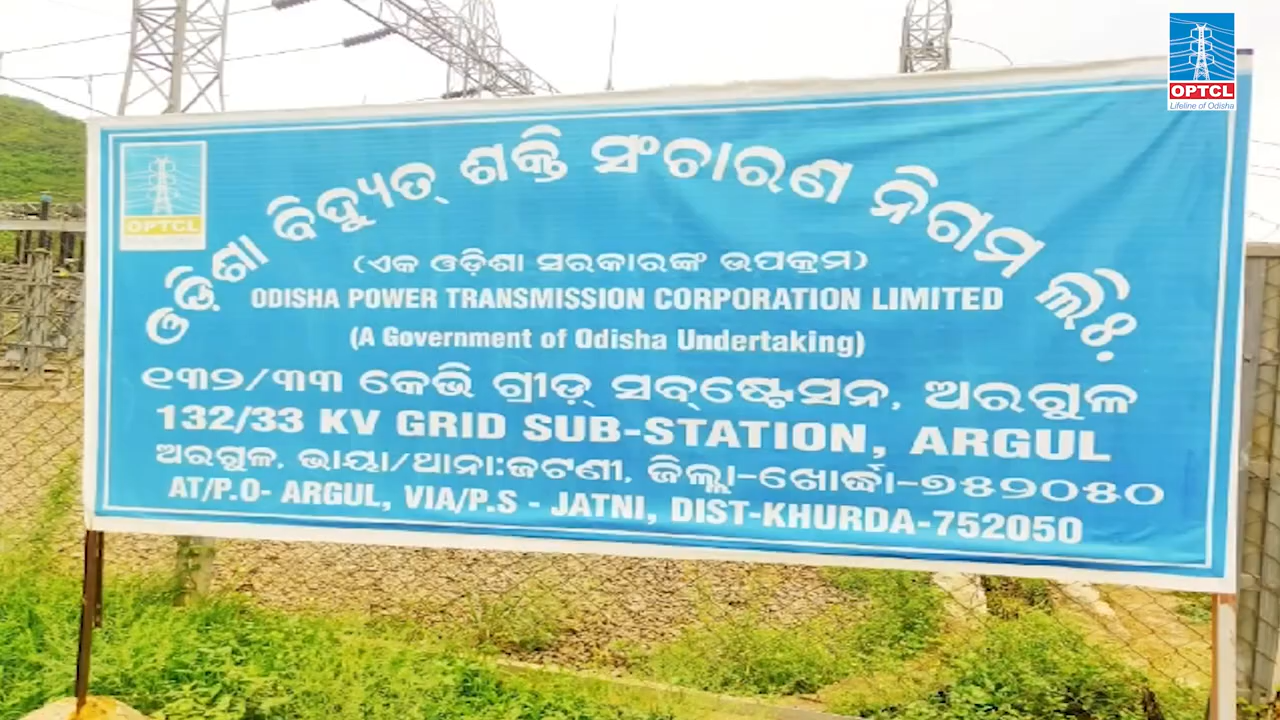 OPTCL
Lifeline of Odisha
OPTCL
ଓଡ଼ିଶା ବିଦ୍ୟୁତ୍ ଶକ୍ତି ସଂଚାରଣ ନିଗମ ଲିଃ
(ଏକ ଓଡ଼ିଶା ସରକାରଙ୍କ ଉପକ୍ରମ)
ODISHA POWER TRANSMISSION CORPORATION LIMITED
(A Government of Odisha Undertaking)
୧୩୨/୩୩ କେଭି ଗ୍ରୀଡ଼୍ ସବ୍‌ଷ୍ଟେସନ, ଅରଗୁଳ
132/33 KV GRID SUB-STATION, ARGUL
ଅରଗୁଳ, ଭାୟା/ଥାନା:ଜଟଣୀ, ଜିଲ୍ଲା-ଖୋର୍ଦ୍ଧା-୭୫୨୦୫୦
AT/P.O- ARGUL, VIA/P.S - JATNI, DIST-KHURDA-752050